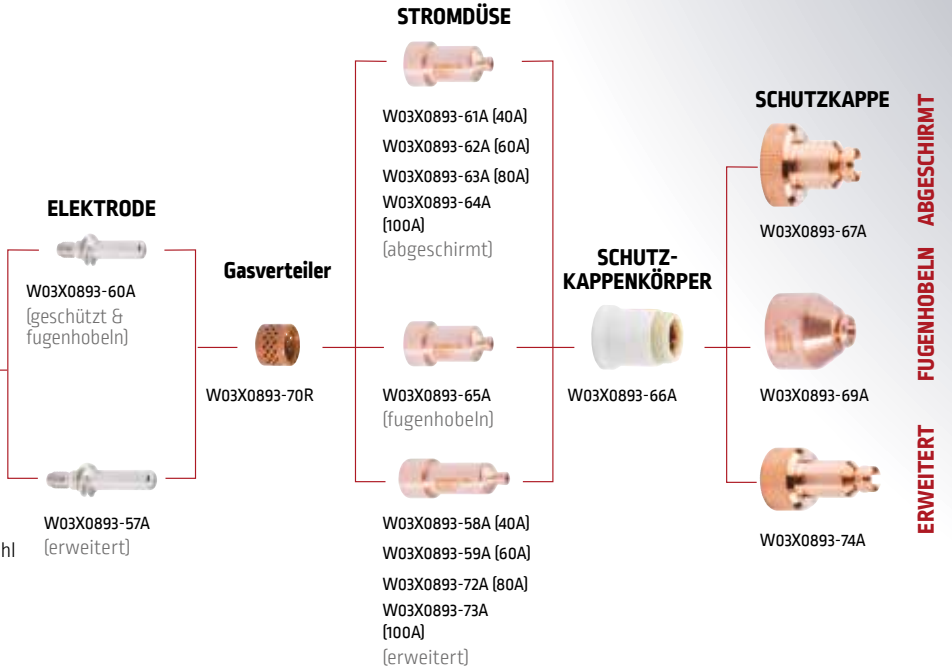 STROMDÜSE
W03X0893-61A (40A)
W03X0893-62A (60A)
W03X0893-63A (80A)
W03X0893-64A
(100A)
(abgeschirmt)
SCHUTZKAPPE
W03X0893-67A
ABGESCHIRMT
ELEKTRODE
W03X0893-60A
(geschützt &
fugenhobeln)
Gasverteiler
W03X0893-70R
W03X0893-65A
(fugenhobeln)
SCHUTZ-
KAPPENKÖRPER
W03X0893-66A
W03X0893-69A
FUGENHOBELN
W03X0893-57A
(erweitert)
hl
W03X0893-58A (40A)
W03X0893-59A (60A)
W03X0893-72A (80A)
W03X0893-73A
(100A)
(erweitert)
W03X0893-74A
ERWEITERT